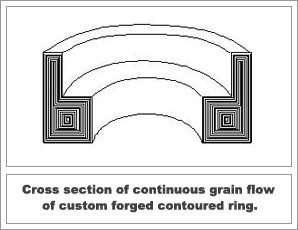 Cross section of continuous grain flow
of custom forged contoured ring.